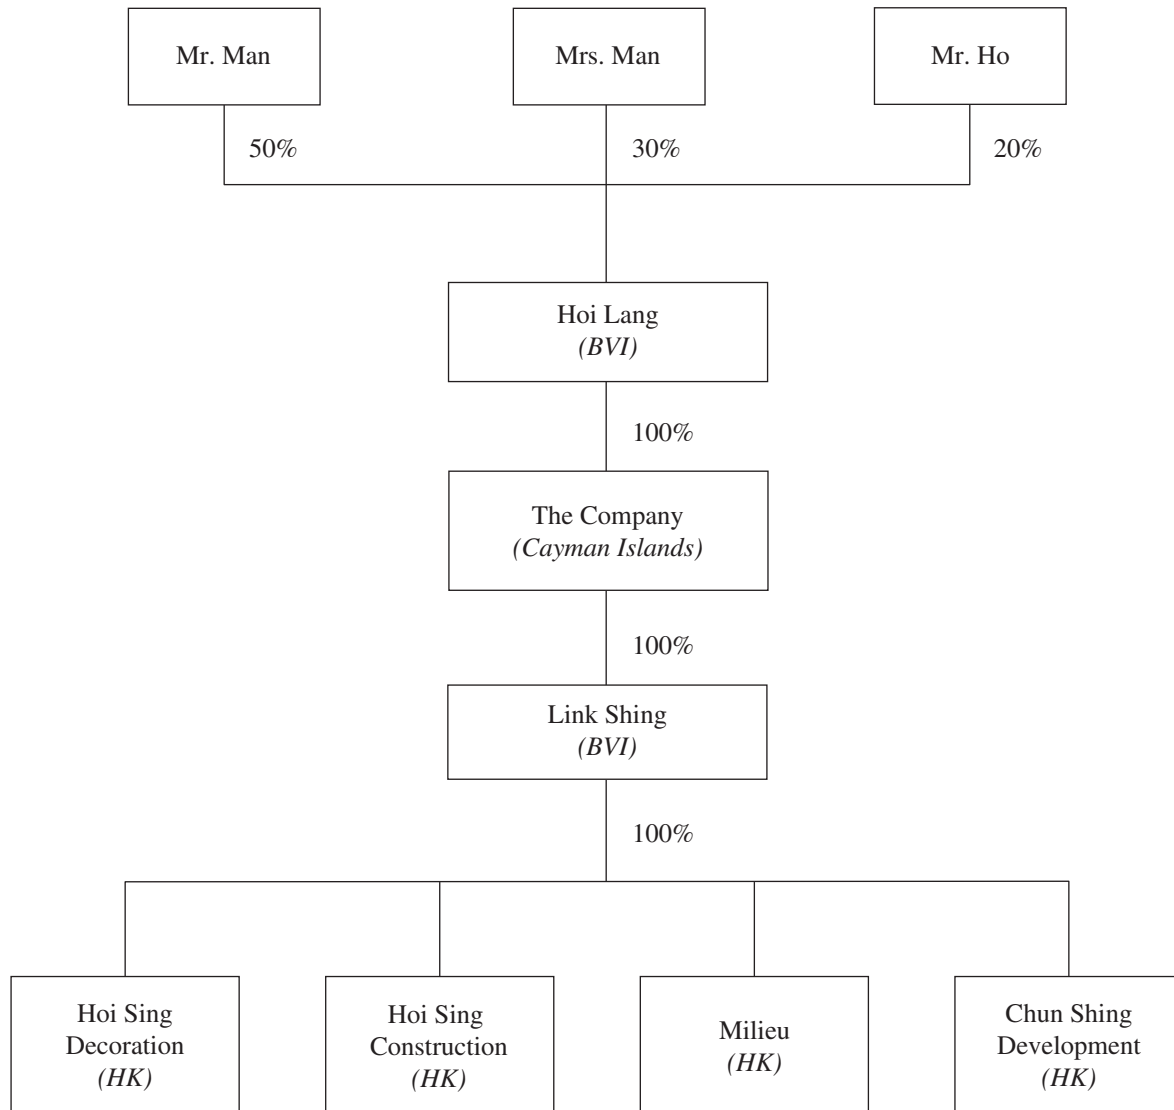 Mr. Man
Mrs. Man
Mr. Ho
50%
30%
20%
Hoi Lang
(BVI)
100%
The Company
(Cayman Islands)
100%
Link Shing
(BVI)
100%
Hoi Sing
Decoration
(HK)
Hoi Sing
Construction
(HK)
Milieu
(HK)
Chun Shing
Development
(HK)